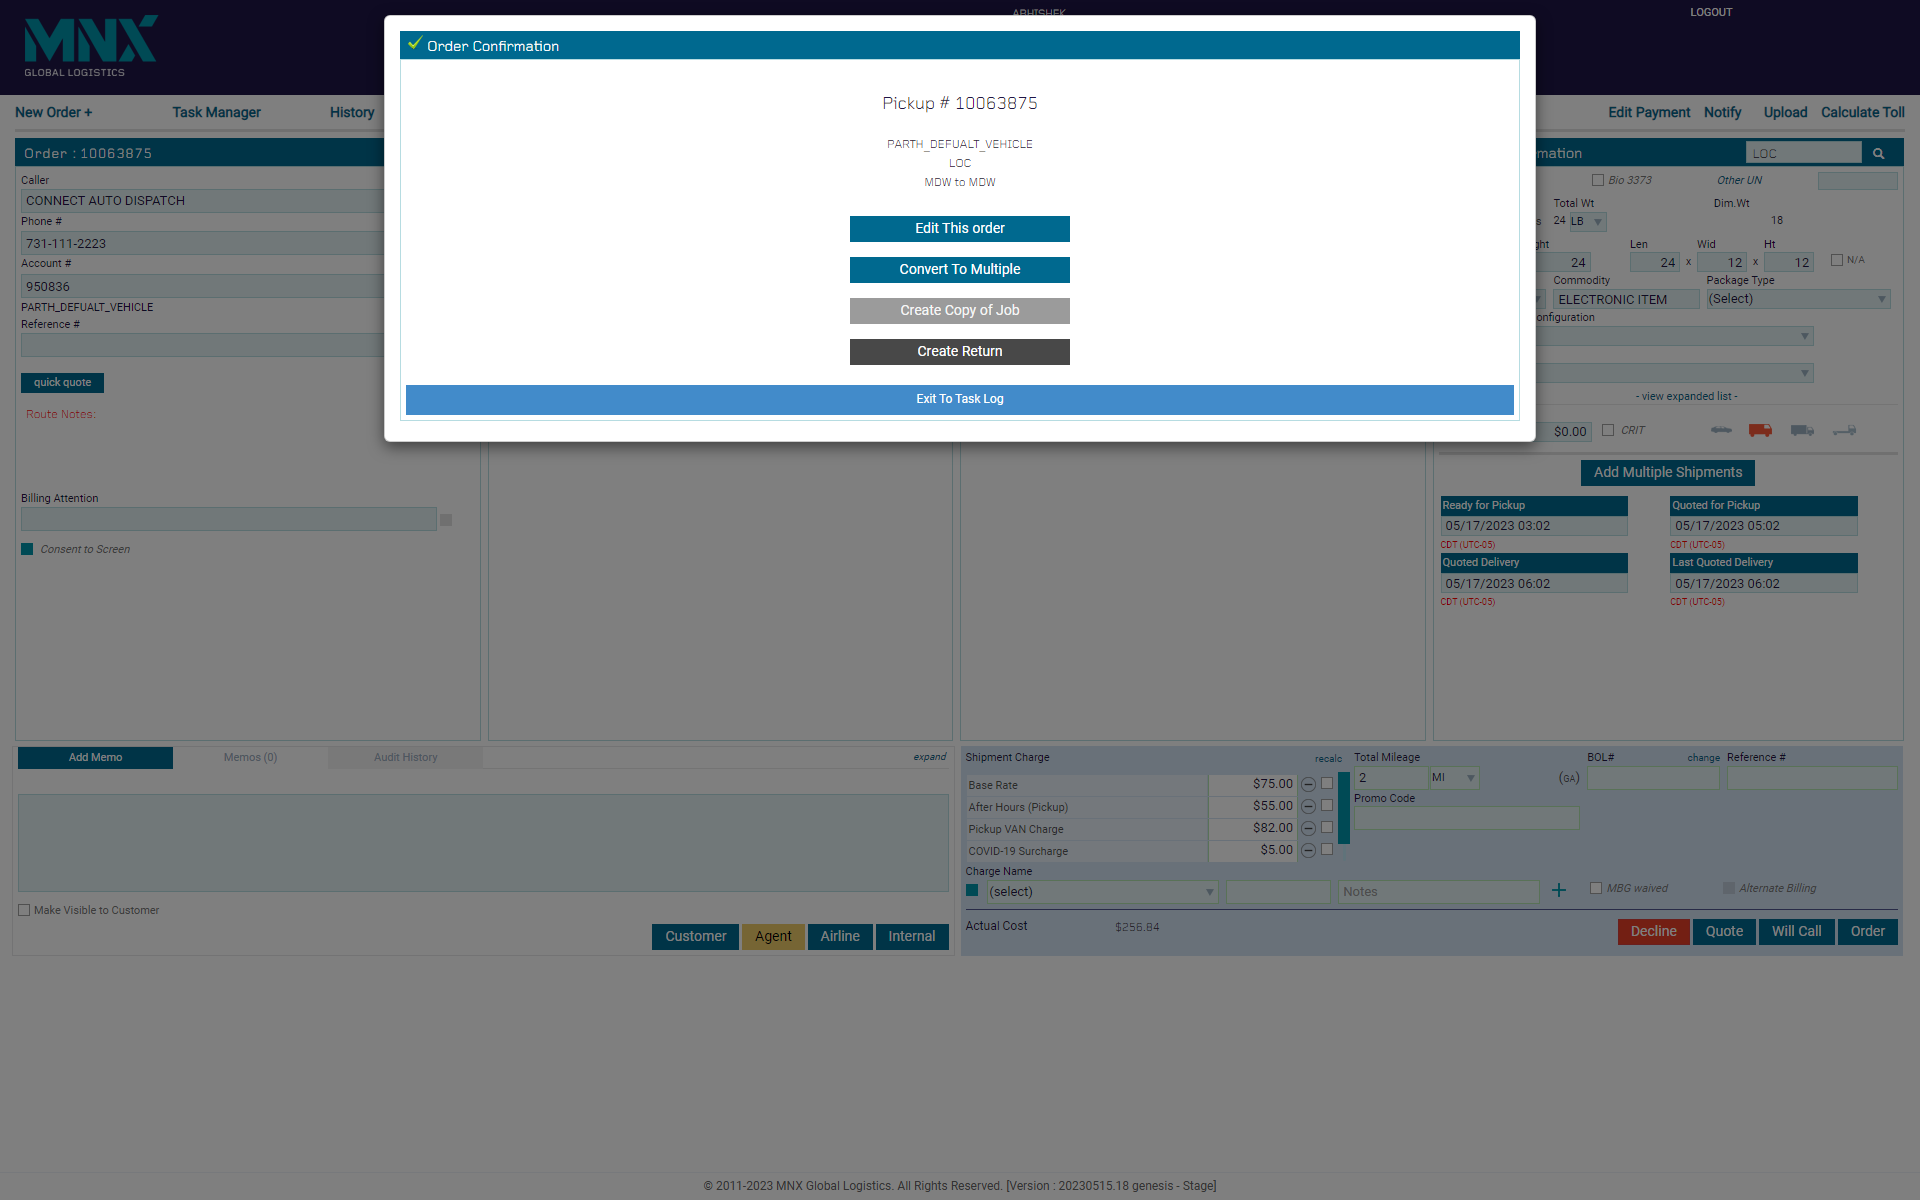 MNX
GLOBAL LOGISTICS
ABHISHEK
LOGOUT
New Order +
Task Manager
History
Edit Payment
Notify
Upload
Calculate Toll
Order Confirmation
Pickup # 10063875
PARTH_DEFUALT_VEHICLE
LOC
MDW to MDW
Edit This order
Convert To Multiple
Create Copy of Job
Create Return
Exit To Task Log
Order : 10063875
Caller
CONNECT AUTO DISPATCH
Phone #
731-111-2223
Account #
950836
PARTH_DEFUALT_VEHICLE
Reference #
quick quote
Route Notes:
Billing Attention
Consent to Screen
mation
LOC
Bio 3373
Other UN
Total Wt
Dim.Wt
s 24 LB
18
ght
Len
Wid
Ht
24
24 x 12 x 12
N/A
Commodity
Package Type
ELECTRONIC ITEM
(Select)
onfiguration
- view expanded list -
$0.00
CRIT
Add Multiple Shipments
Ready for Pickup
Quoted for Pickup
05/17/2023 03:02
05/17/2023 05:02
CDT (UTC-05)
CDT (UTC-05)
Quoted Delivery
Last Quoted Delivery
05/17/2023 06:02
05/17/2023 06:02
CDT (UTC-05)
CDT (UTC-05)
Add Memo
Memos (0)
Audit History
expand
Make Visible to Customer
Customer
Agent
Airline
Internal
Shipment Charge
recalc
Base Rate $75.00
After Hours (Pickup) $55.00
Pickup VAN Charge $82.00
COVID-19 Surcharge $5.00
Total Mileage
2 MI
(GA)
BOL#
change
Reference #
Promo Code
Charge Name
(select)
Notes
MBG waived
Alternate Billing
Actual Cost
$256.84
Decline
Quote
Will Call
Order
© 2011-2023 MNX Global Logistics. All Rights Reserved. [Version : 20230515.18 genesis - Stage]